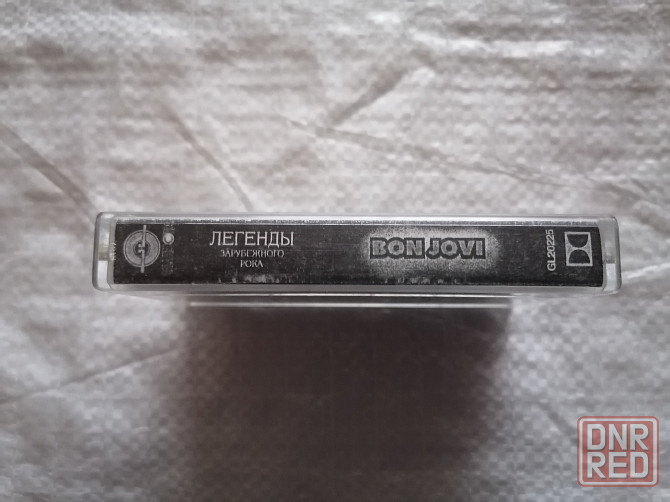 ЛЕГЕНДЫ
ЗАРУБЕЖНОГО
РОКА
BON JOVI
GL20225
DNR
RED